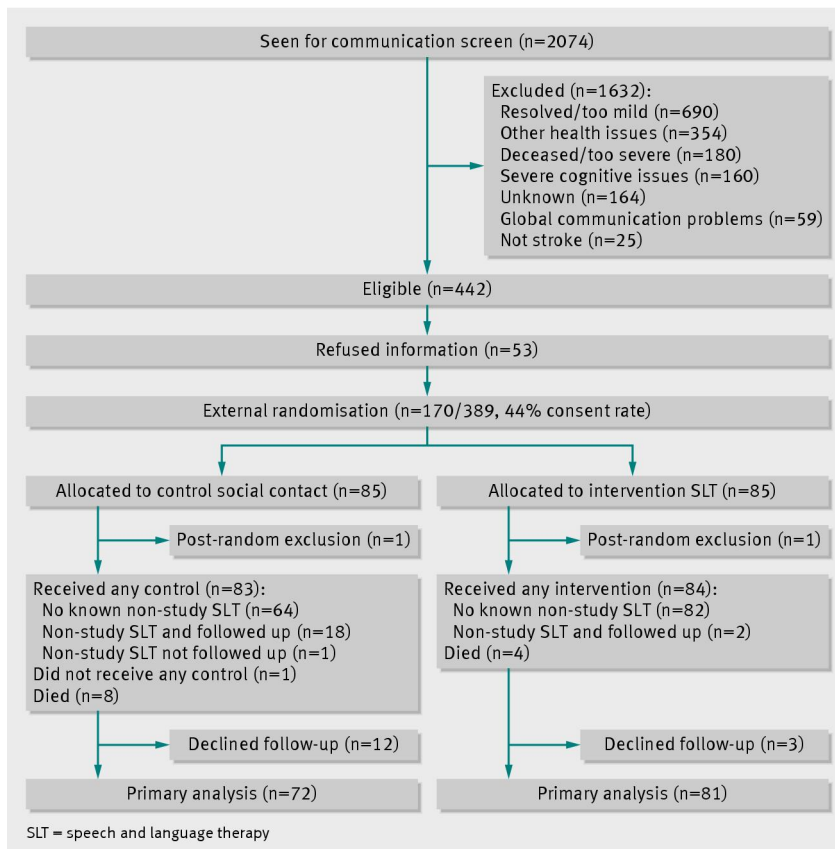 Seen for communication screen (n=2074)
Excluded (n=1632):
Resolved/too mild (n=690)
Other health issues (n=354)
Deceased/too severe (n=180)
Severe cognitive issues (n=160)
Unknown (n=164)
Global communication problems (n=59)
Not stroke (n=25)
Eligible (n=442)
Refused information (n=53)
External randomisation (n=170/389, 44% consent rate)
Allocated to control social contact (n=85)
Post-random exclusion (n=1)
Received any control (n=83):
No known non-study SLT (n=64)
Non-study SLT and followed up (n=18)
Non-study SLT not followed up (n=1)
Did not receive any control (n=1)
Died (n=8)
Declined follow-up (n=12)
Primary analysis (n=72)
Allocated to intervention SLT (n=85)
Post-random exclusion (n=1)
Received any intervention (n=84):
No known non-study SLT (n=82)
Non-study SLT and followed up (n=2)
Died (n=4)
Declined follow-up (n=3)
Primary analysis (n=81)
SLT = speech and language therapy